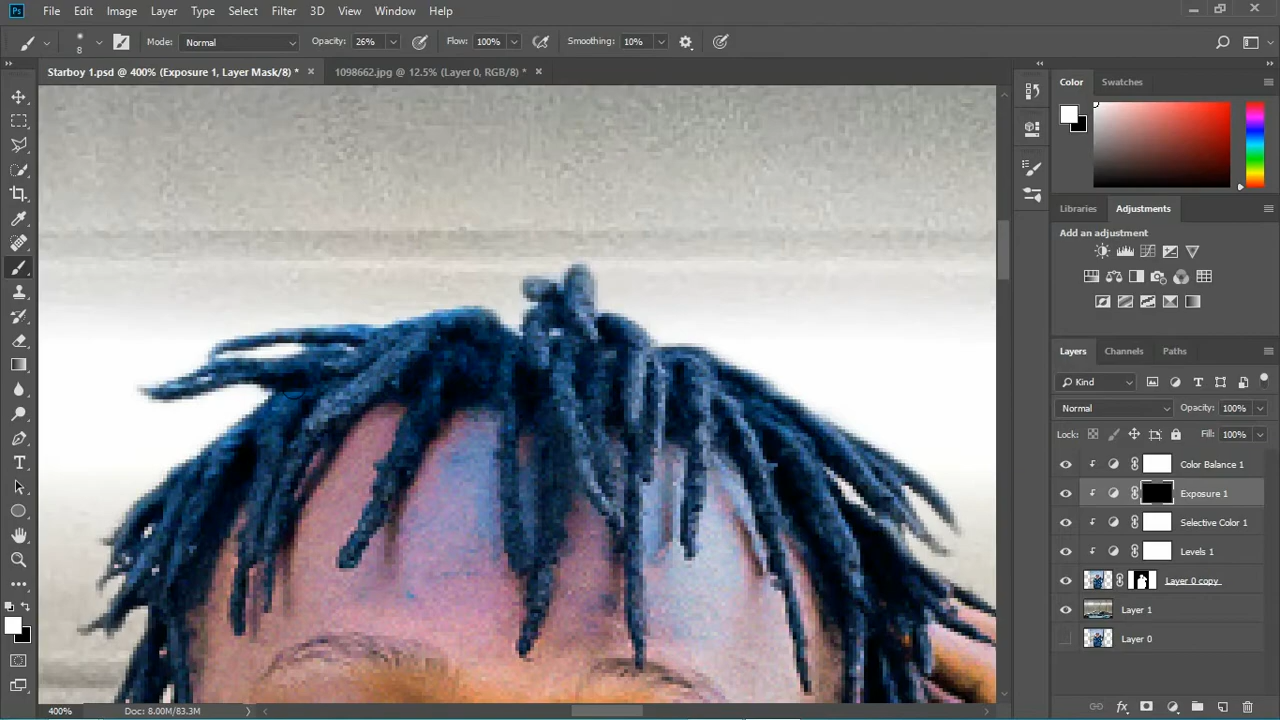 Ps File Edit Image Layer Type Select Filter 3D View Window Help
8 Mode: Normal Opacity: 26% Flow: 100% Smoothing: 10%
Starboy 1.psd @ 400% (Exposure 1, Layer Mask/8) * × 1098662.jpg @ 12.5% (Layer 0, RGB/8) * ×
Color Swatches
Libraries Adjustments
Add an adjustment
Layers Channels Paths
Kind
Normal Opacity: 100%
Lock: Fill: 100%
Color Balance 1
Exposure 1
Selective Color 1
Levels 1
Layer 0 copy
Layer 1
Layer 0
400% Doc: 8.00M/83.3M
fx